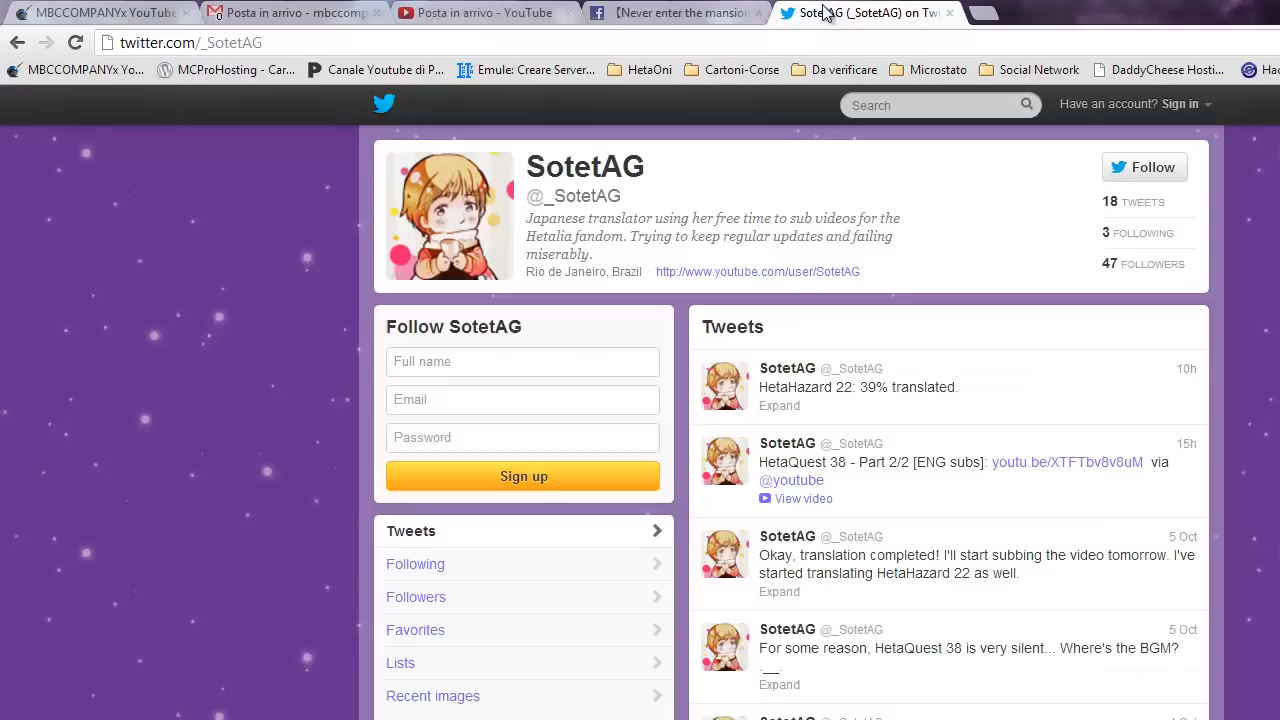 MBCCOMPANYx YouTube
Posta in arrivo - mbccomp
Posta in arrivo - YouTube
【Never enter the mansion
SotetAG (_SotetAG) on Twi
twitter.com/_SotetAG
MBCCOMPANYx Yo...
MCProHosting - Car...
Canale Youtube di P...
Emule: Creare Server...
HetaOni
Cartoni-Corse
Da verificare
Microstato
Social Network
DaddyCheese Hosti...
Search
Have an account? Sign in
SotetAG
@_SotetAG
Japanese translator using her free time to sub videos for the
Hetalia fandom. Trying to keep regular updates and failing
miserably.
Rio de Janeiro, Brazil · http://www.youtube.com/user/SotetAG
Follow
18 TWEETS
3 FOLLOWING
47 FOLLOWERS
Follow SotetAG
Full name
Email
Password
Sign up
Tweets
Following
Followers
Favorites
Lists
Recent images
Tweets
SotetAG @_SotetAG 10h
HetaHazard 22: 39% translated.
Expand
SotetAG @_SotetAG 15h
HetaQuest 38 - Part 2/2 [ENG subs]: youtu.be/XTFTbv8v8uM via
@youtube
View video
SotetAG @_SotetAG 5 Oct
Okay, translation completed! I'll start subbing the video tomorrow. I've
started translating HetaHazard 22 as well.
Expand
SotetAG @_SotetAG 5 Oct
For some reason, HetaQuest 38 is very silent... Where's the BGM?
.__.
Expand